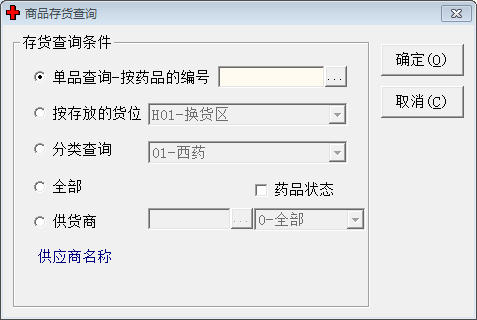 商品存货查询
存货查询条件
单品查询-按药品的编号 ...
确定(O)
按存放的货位 H01-换货区
取消(C)
分类查询 01-西药
全部 药品状态
供货商 ... 0-全部
供应商名称